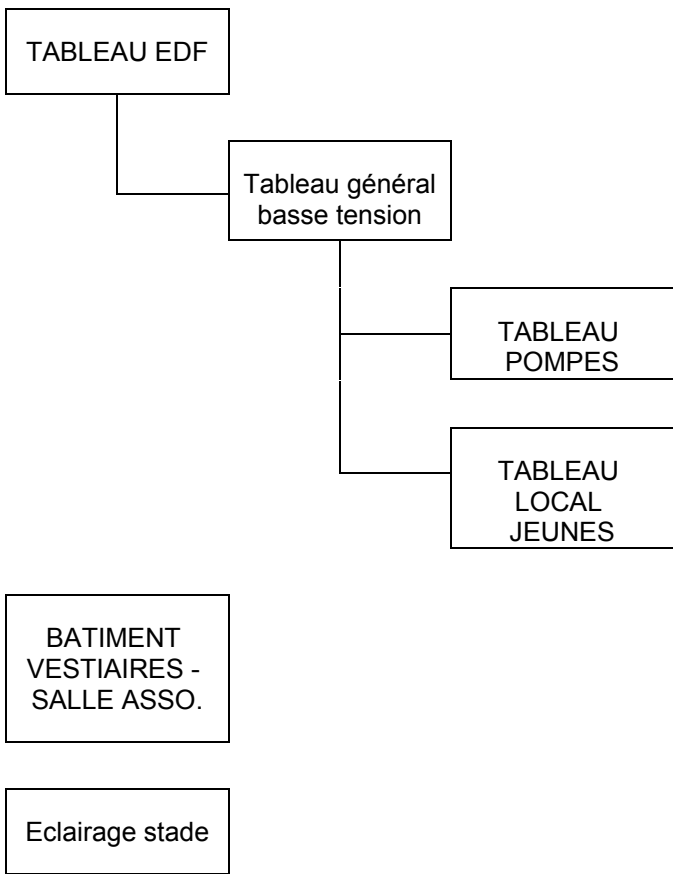 TABLEAU EDF
Tableau général
basse tension
TABLEAU
POMPES
TABLEAU
LOCAL
JEUNES
BATIMENT
VESTIAIRES -
SALLE ASSO.
Eclairage stade